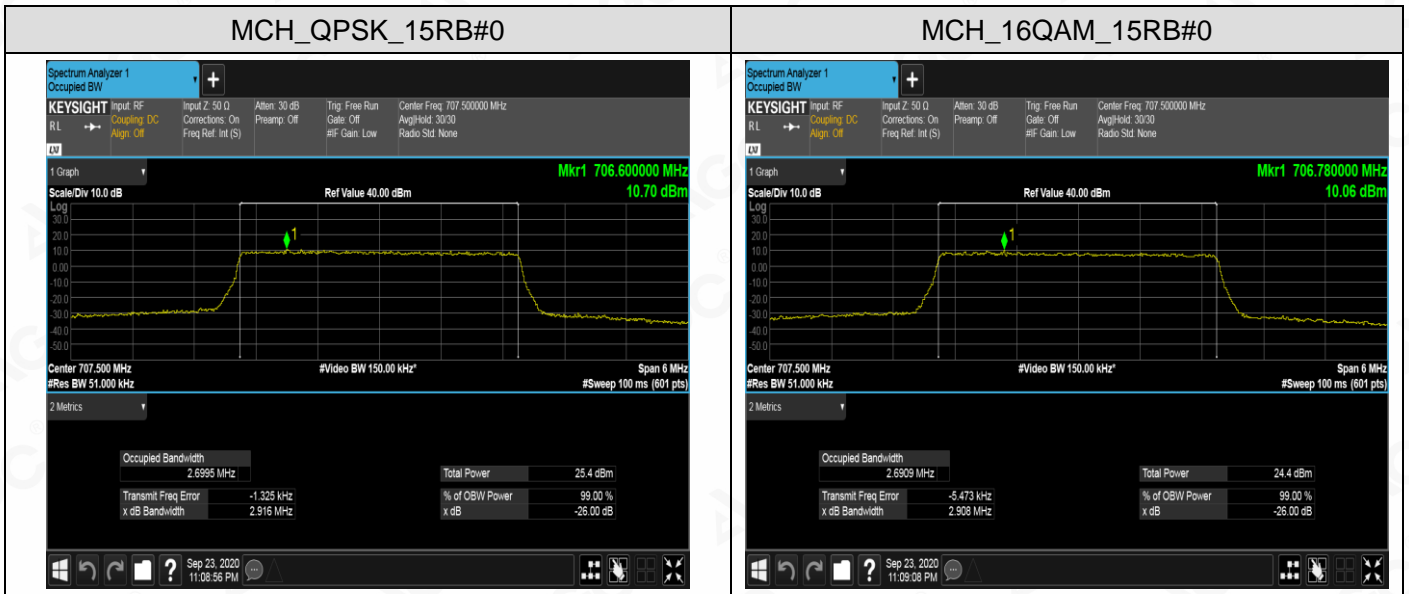 MCH_QPSK_15RB#0
MCH_16QAM_15RB#0
Spectrum Analyzer 1
Occupied BW
+
KEYSIGHT
RL
LXI
Input: RF
Coupling: DC
Align: Off
Input Z: 50 Ω
Corrections: On
Freq Ref: Int (S)
Atten: 30 dB
Preamp: Off
Trig: Free Run
Gate: Off
#IF Gain: Low
Center Freq: 707.500000 MHz
Avg|Hold: 30/30
Radio Std: None
1 Graph
Mkr1 706.600000 MHz
Scale/Div 10.0 dB
Ref Value 40.00 dBm
10.70 dBm
Log
30.0
20.0
10.0
0.00
-10.0
-20.0
-30.0
-40.0
-50.0
1
Center 707.500 MHz
#Video BW 150.00 kHz*
Span 6 MHz
#Res BW 51.000 kHz
#Sweep 100 ms (601 pts)
2 Metrics
Occupied Bandwidth
2.6995 MHz
Total Power 25.4 dBm
Transmit Freq Error -1.325 kHz
% of OBW Power 99.00 %
x dB Bandwidth 2.916 MHz
x dB -26.00 dB
?
Sep 23, 2020
11:08:56 PM
Spectrum Analyzer 1
Occupied BW
+
KEYSIGHT
RL
LXI
Input: RF
Coupling: DC
Align: Off
Input Z: 50 Ω
Corrections: On
Freq Ref: Int (S)
Atten: 30 dB
Preamp: Off
Trig: Free Run
Gate: Off
#IF Gain: Low
Center Freq: 707.500000 MHz
Avg|Hold: 30/30
Radio Std: None
1 Graph
Mkr1 706.780000 MHz
Scale/Div 10.0 dB
Ref Value 40.00 dBm
10.06 dBm
Log
30.0
20.0
10.0
0.00
-10.0
-20.0
-30.0
-40.0
-50.0
1
Center 707.500 MHz
#Video BW 150.00 kHz*
Span 6 MHz
#Res BW 51.000 kHz
#Sweep 100 ms (601 pts)
2 Metrics
Occupied Bandwidth
2.6909 MHz
Total Power 24.4 dBm
Transmit Freq Error -5.473 kHz
% of OBW Power 99.00 %
x dB Bandwidth 2.908 MHz
x dB -26.00 dB
?
Sep 23, 2020
11:09:08 PM